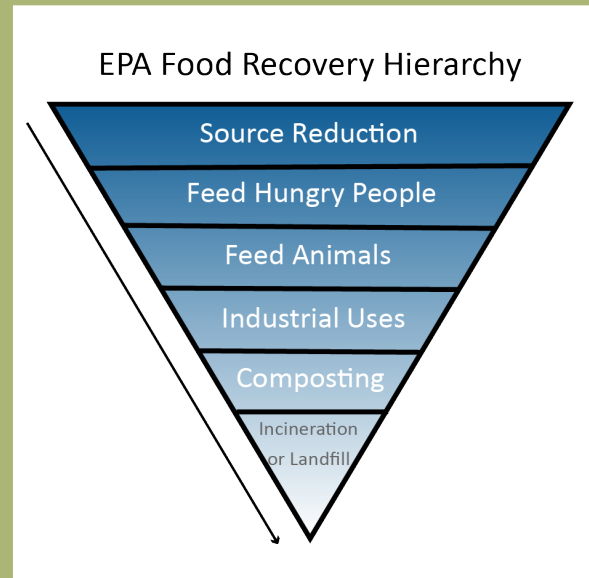 EPA Food Recovery Hierarchy
Source Reduction
Feed Hungry People
Feed Animals
Industrial Uses
Composting
Incineration
or Landfill